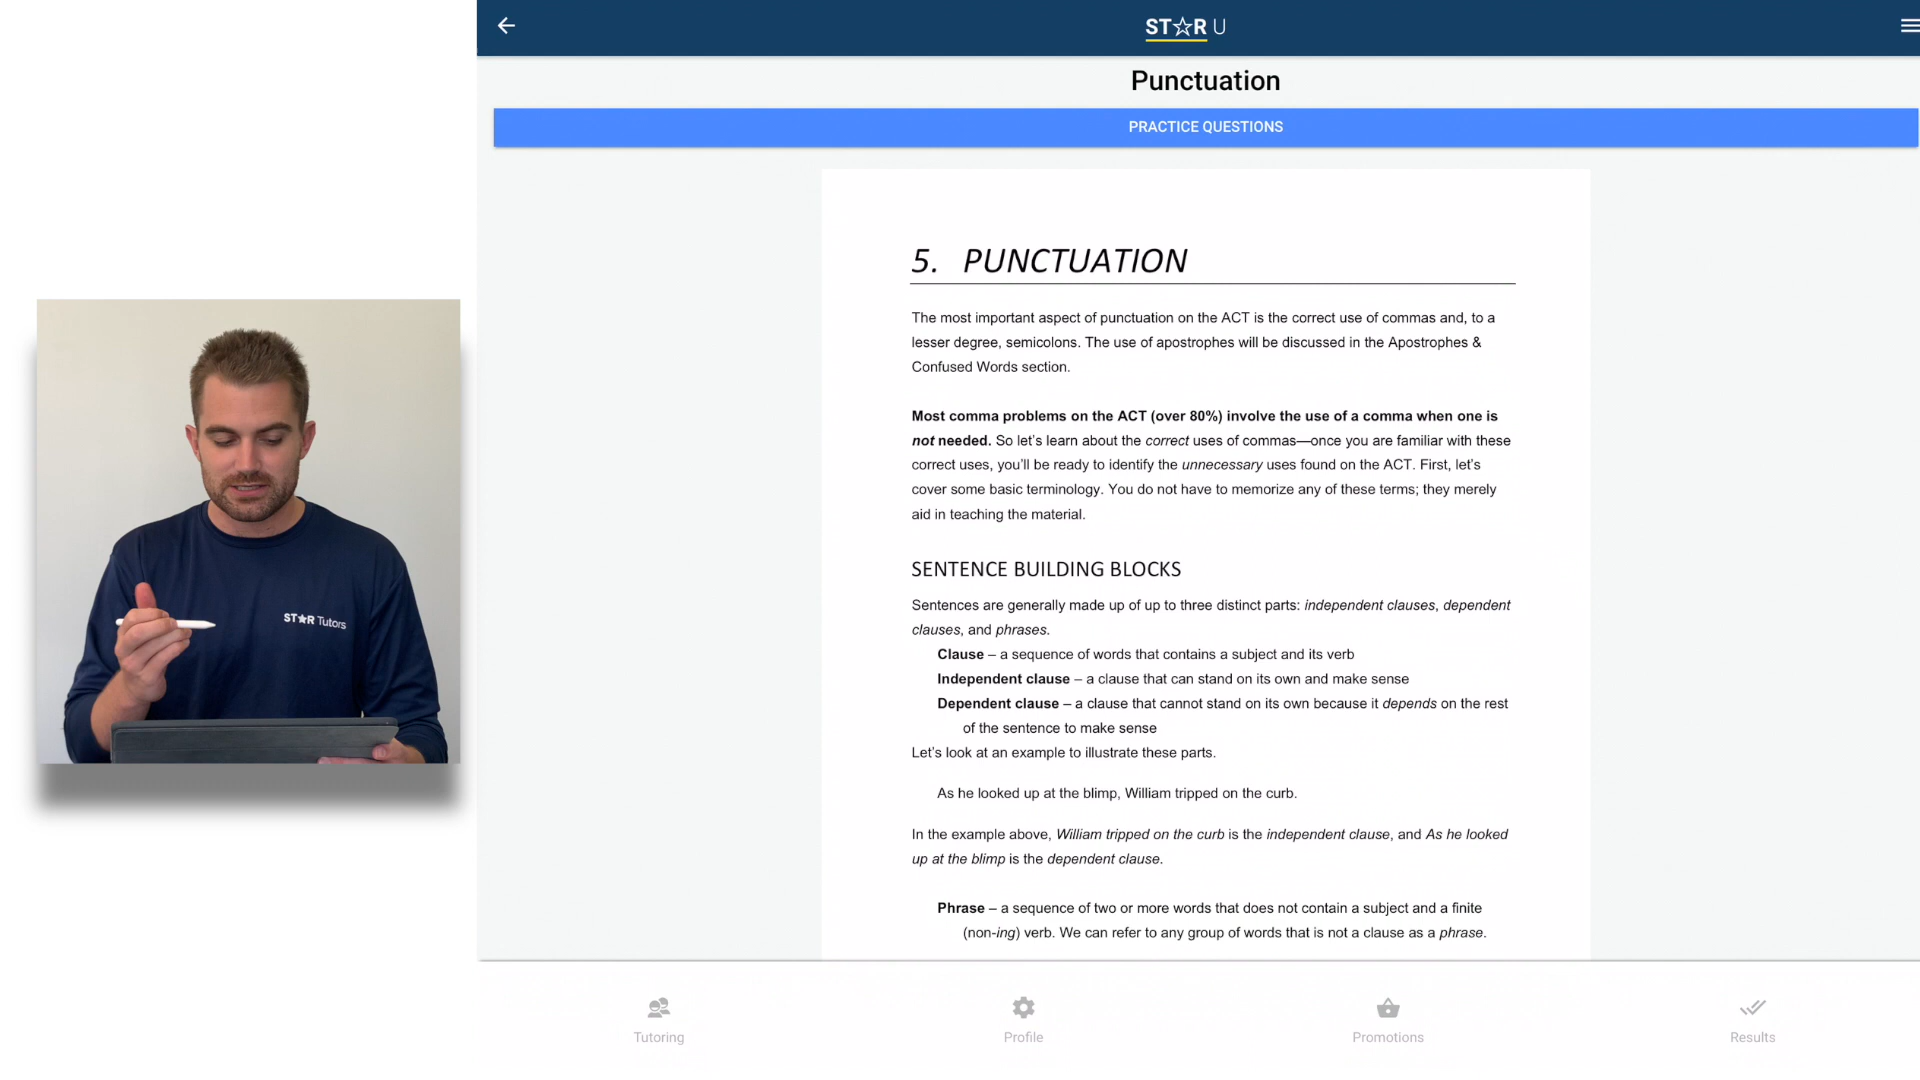 ST☆R U
Punctuation
PRACTICE QUESTIONS
5. PUNCTUATION
The most important aspect of punctuation on the ACT is the correct use of commas and, to a
lesser degree, semicolons. The use of apostrophes will be discussed in the Apostrophes &
Confused Words section.
Most comma problems on the ACT (over 80%) involve the use of a comma when one is
not needed. So let's learn about the correct uses of commas—once you are familiar with these
correct uses, you'll be ready to identify the unnecessary uses found on the ACT. First, let's
cover some basic terminology. You do not have to memorize any of these terms; they merely
aid in teaching the material.
SENTENCE BUILDING BLOCKS
Sentences are generally made up of up to three distinct parts: independent clauses, dependent
clauses, and phrases.
Clause – a sequence of words that contains a subject and its verb
Independent clause – a clause that can stand on its own and make sense
Dependent clause – a clause that cannot stand on its own because it depends on the rest
of the sentence to make sense
Let's look at an example to illustrate these parts.
As he looked up at the blimp, William tripped on the curb.
In the example above, William tripped on the curb is the independent clause, and As he looked
up at the blimp is the dependent clause.
Phrase – a sequence of two or more words that does not contain a subject and a finite
(non-ing) verb. We can refer to any group of words that is not a clause as a phrase.
ST★R Tutors
Tutoring
Profile
Promotions
Results